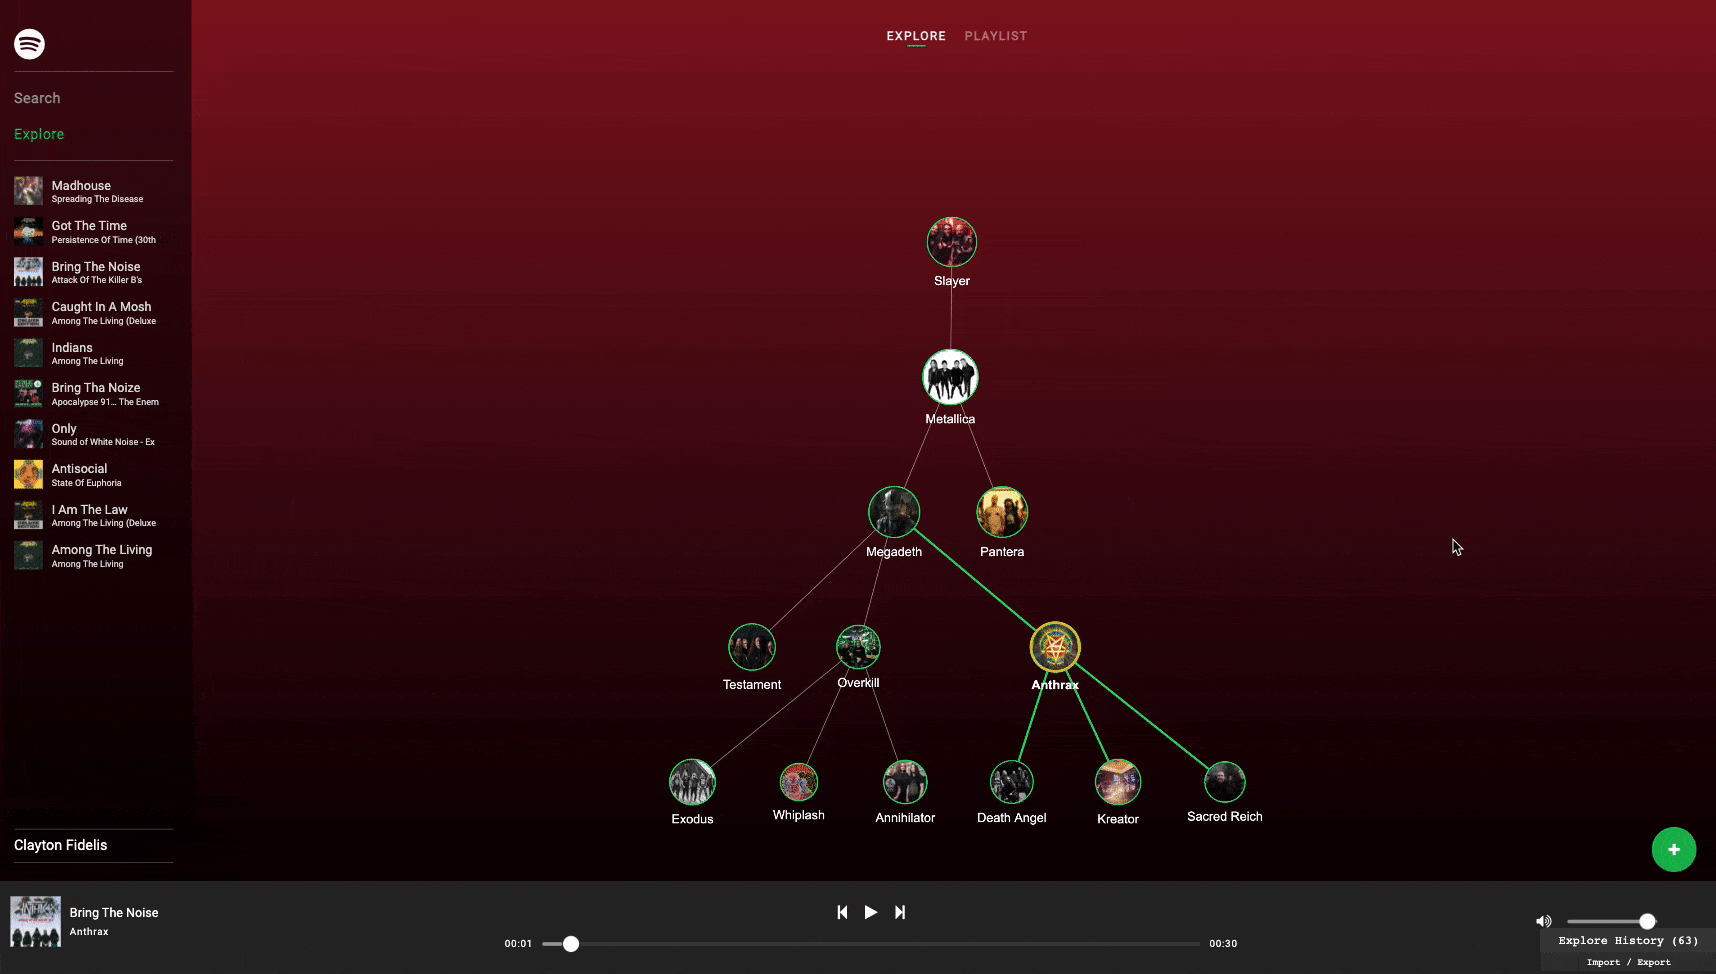 EXPLORE PLAYLIST
Search
Explore
Madhouse
Spreading The Disease
Got The Time
Persistence Of Time (30th
Bring The Noise
Attack Of The Killer B's
Caught In A Mosh
Among The Living (Deluxe
Indians
Among The Living
Bring Tha Noize
Apocalypse 91... The Enem
Only
Sound of White Noise - Ex
Antisocial
State Of Euphoria
I Am The Law
Among The Living (Deluxe
Among The Living
Among The Living
Clayton Fidelis
Slayer
Metallica
Megadeth Pantera
Testament Overkill Anthrax
Exodus Whiplash Annihilator Death Angel Kreator Sacred Reich
+
Bring The Noise
Anthrax
00:01 00:30
Explore History (63)
Import / Export